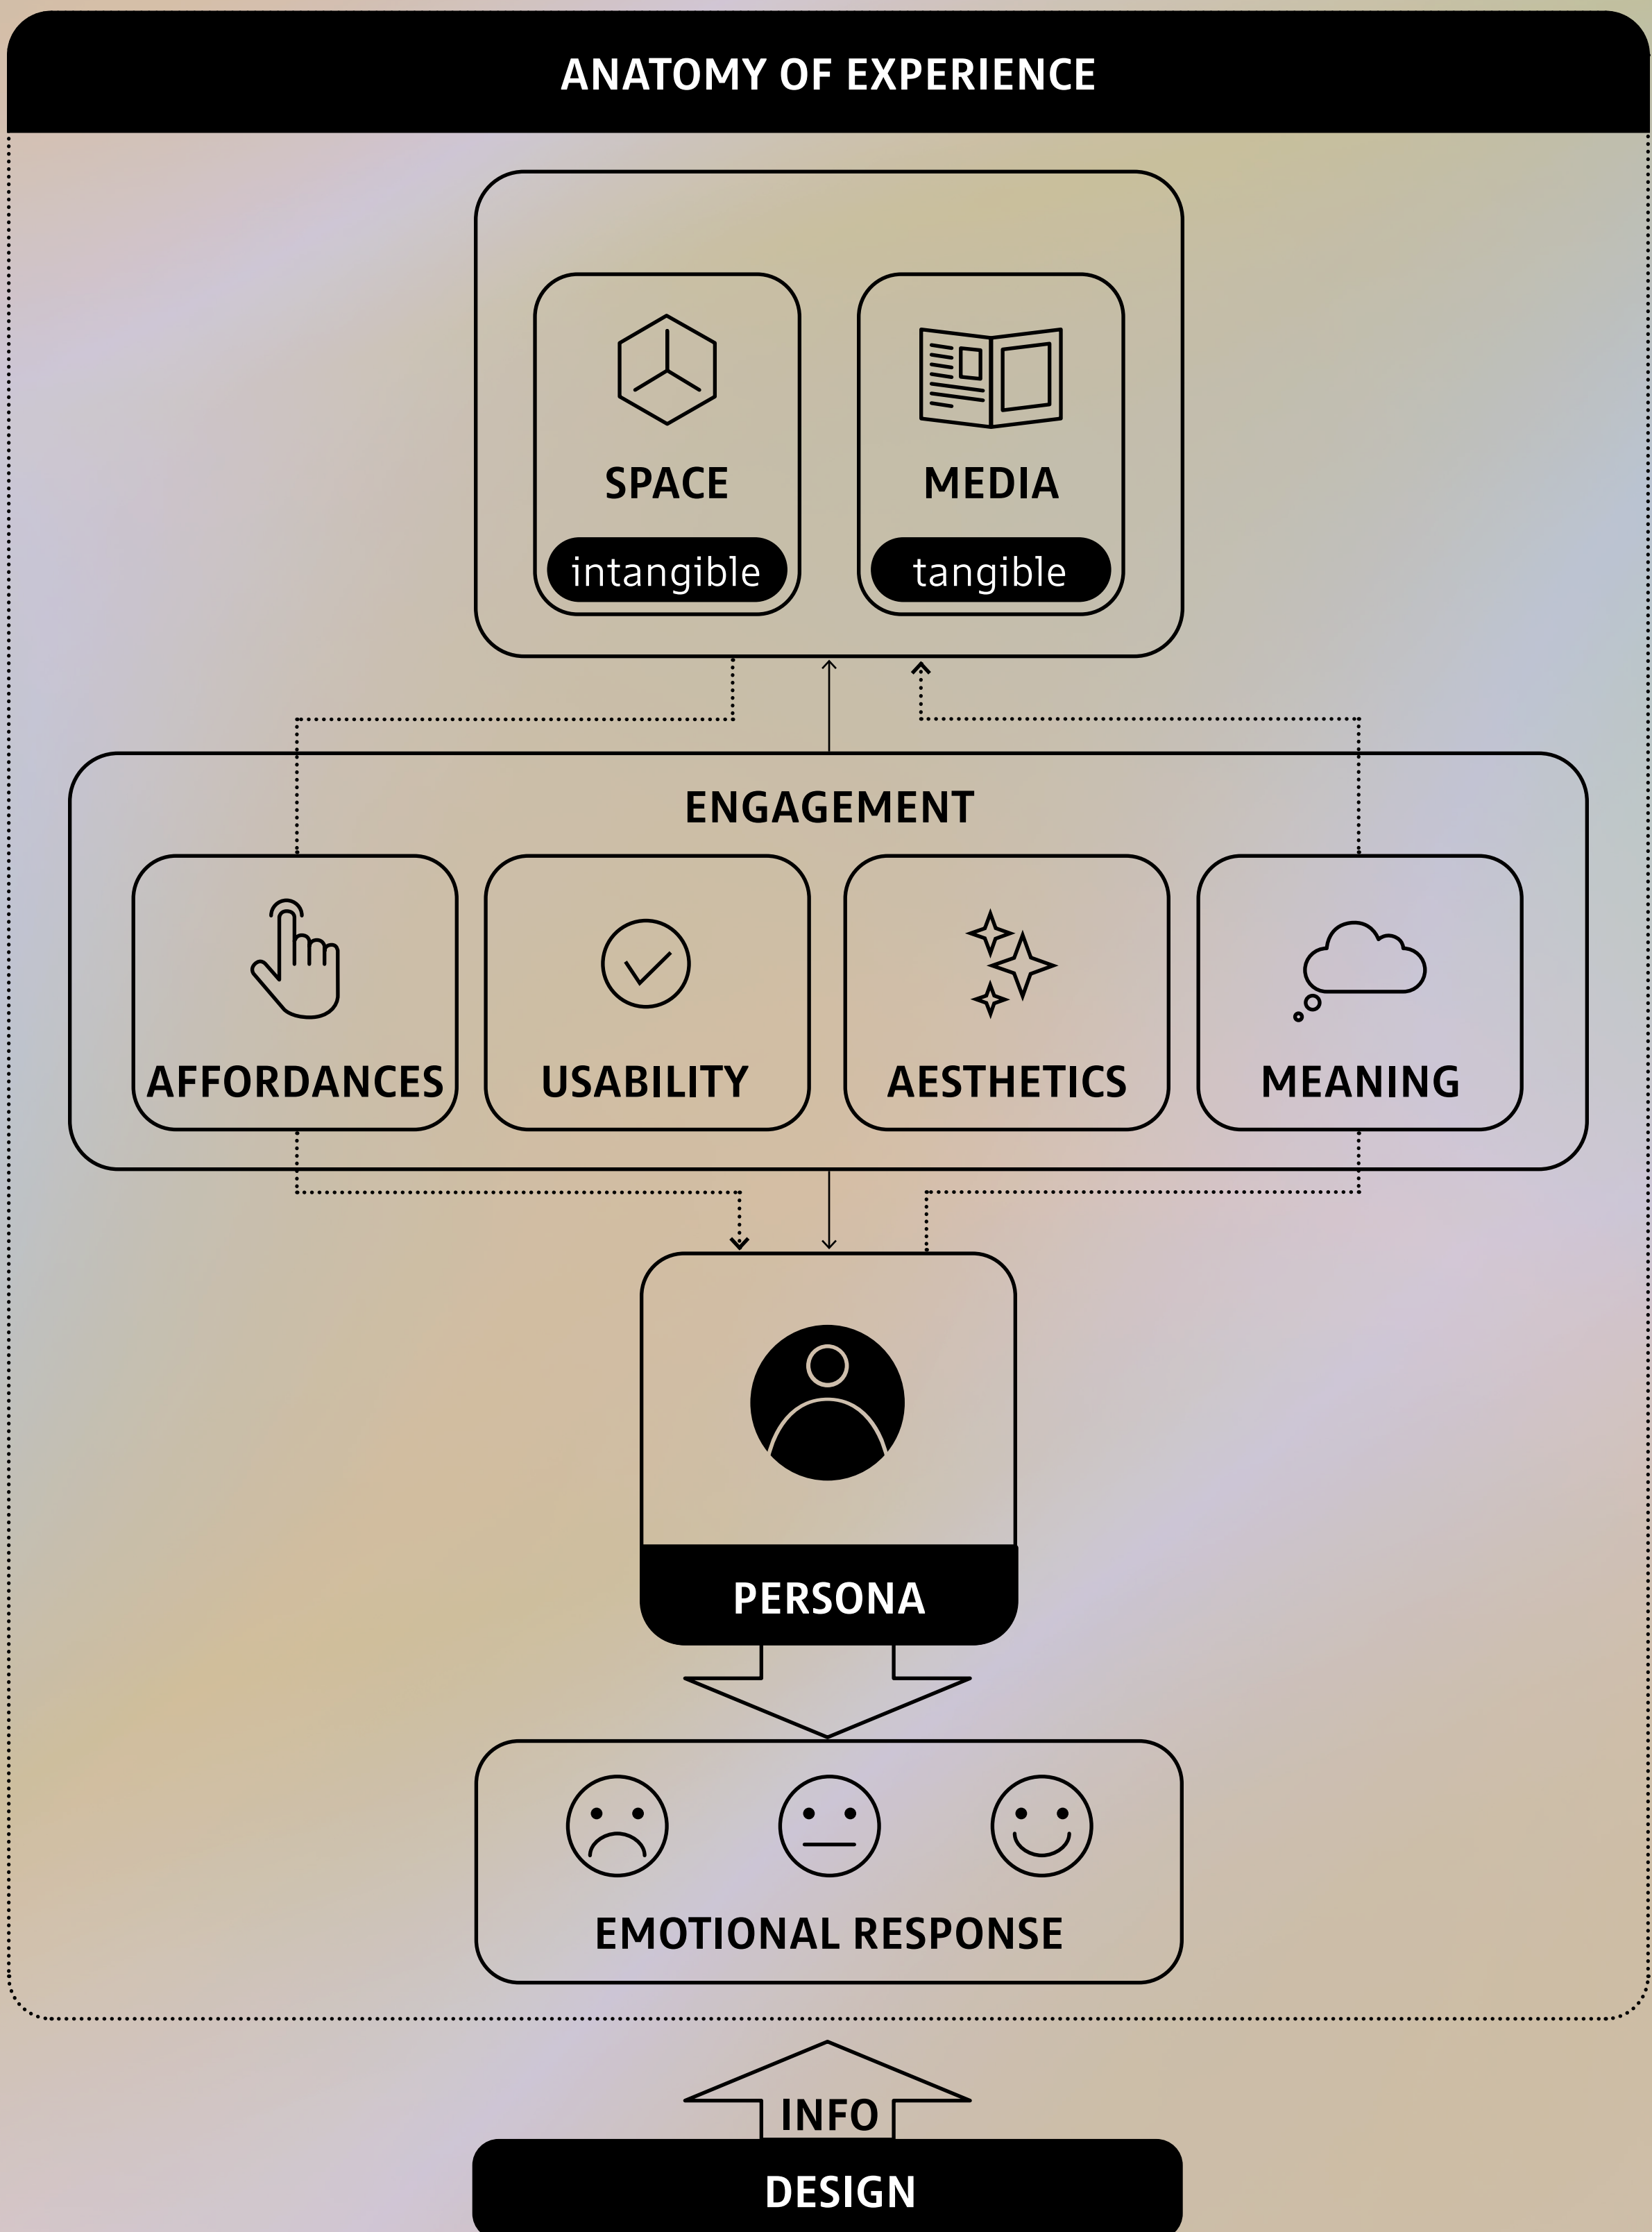 ANATOMY OF EXPERIENCE
SPACE
intangible
MEDIA
tangible
ENGAGEMENT
AFFORDANCES
USABILITY
AESTHETICS
MEANING
PERSONA
EMOTIONAL RESPONSE
INFO
DESIGN